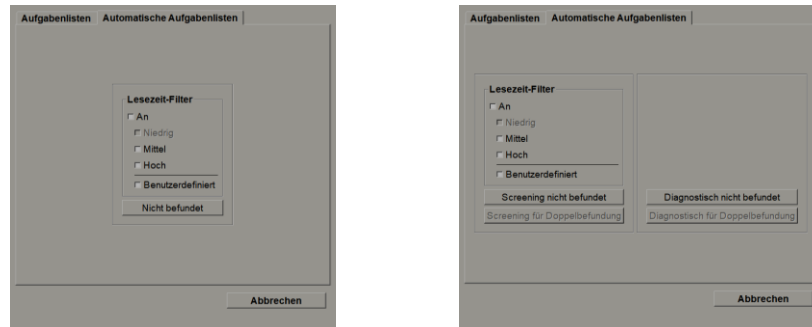 Aufgabenlisten Automatische Aufgabenlisten
Lesezeit-Filter
An
Niedrig
Mittel
Hoch
Benutzerdefiniert
Nicht befundet
Abbrechen
Aufgabenlisten Automatische Aufgabenlisten
Lesezeit-Filter
An
Niedrig
Mittel
Hoch
Benutzerdefiniert
Screening nicht befundet Diagnostisch nicht befundet
Screening für Doppelbefundung Diagnostisch für Doppelbefundung
Abbrechen